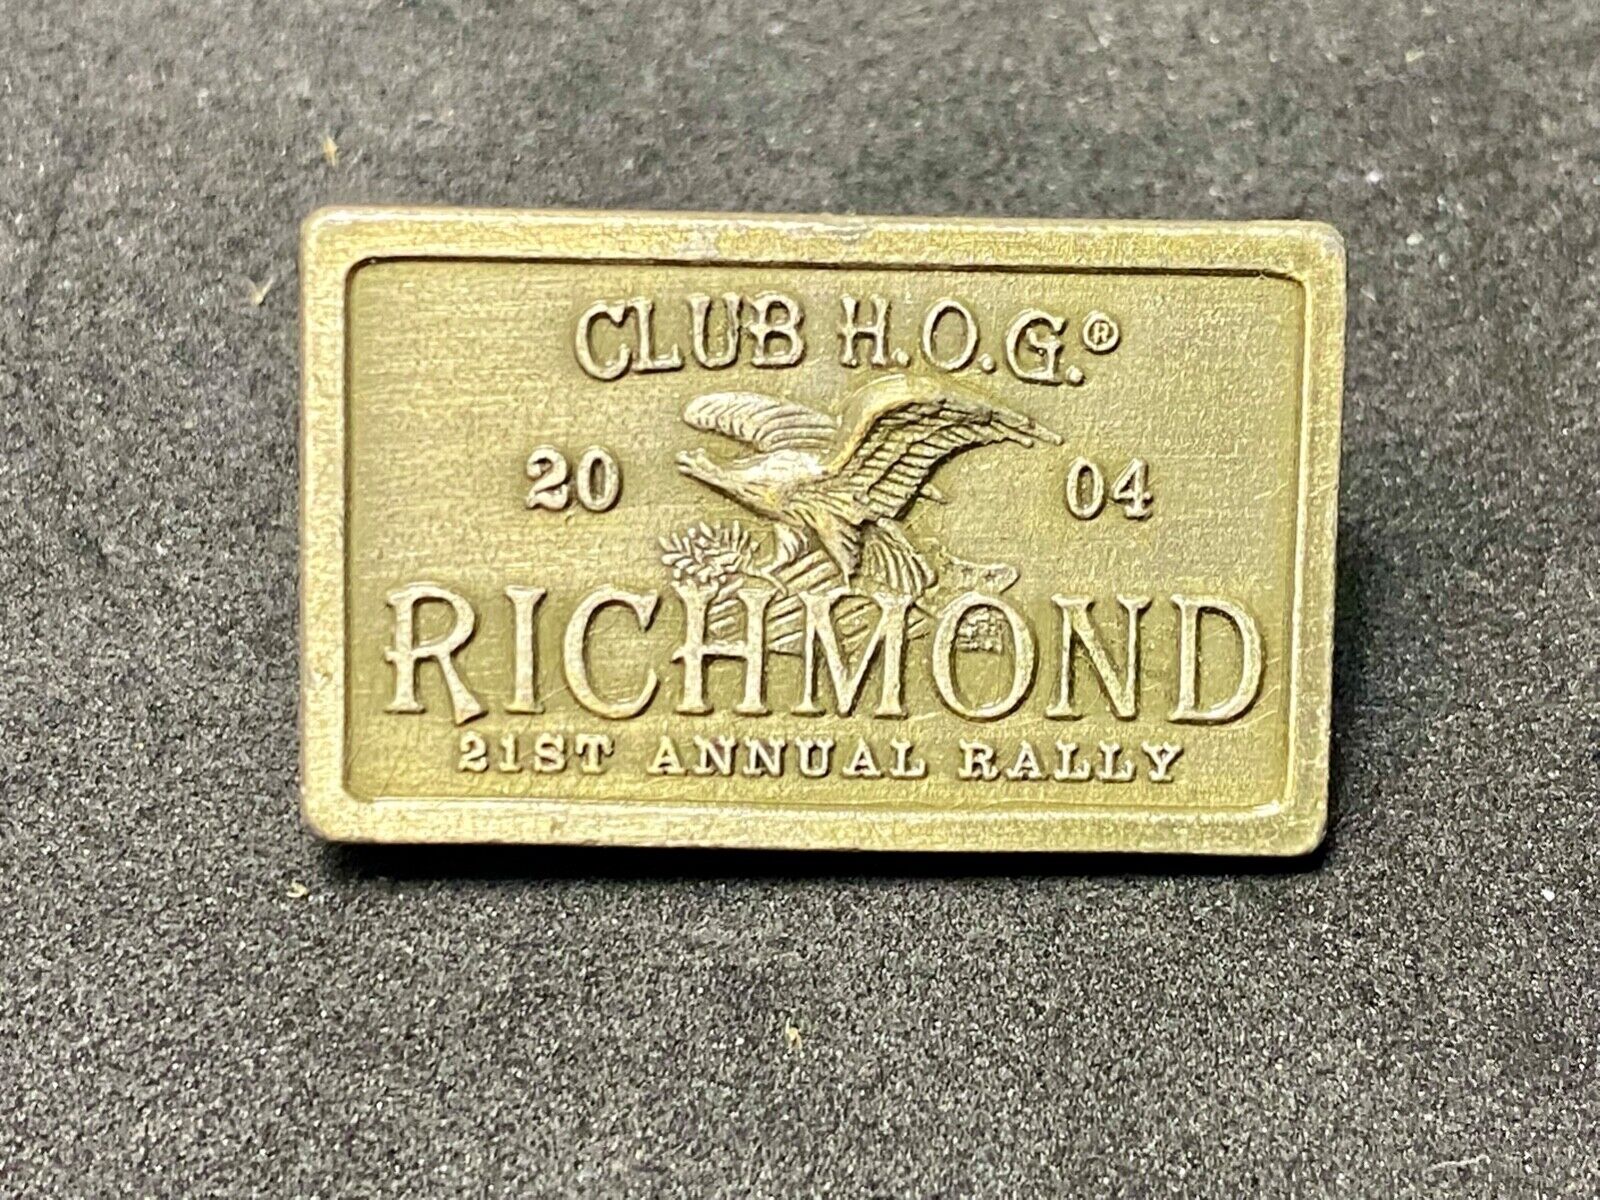 CLUB H.O.G.®
20 04
RICHMOND
21ST ANNUAL RALLY